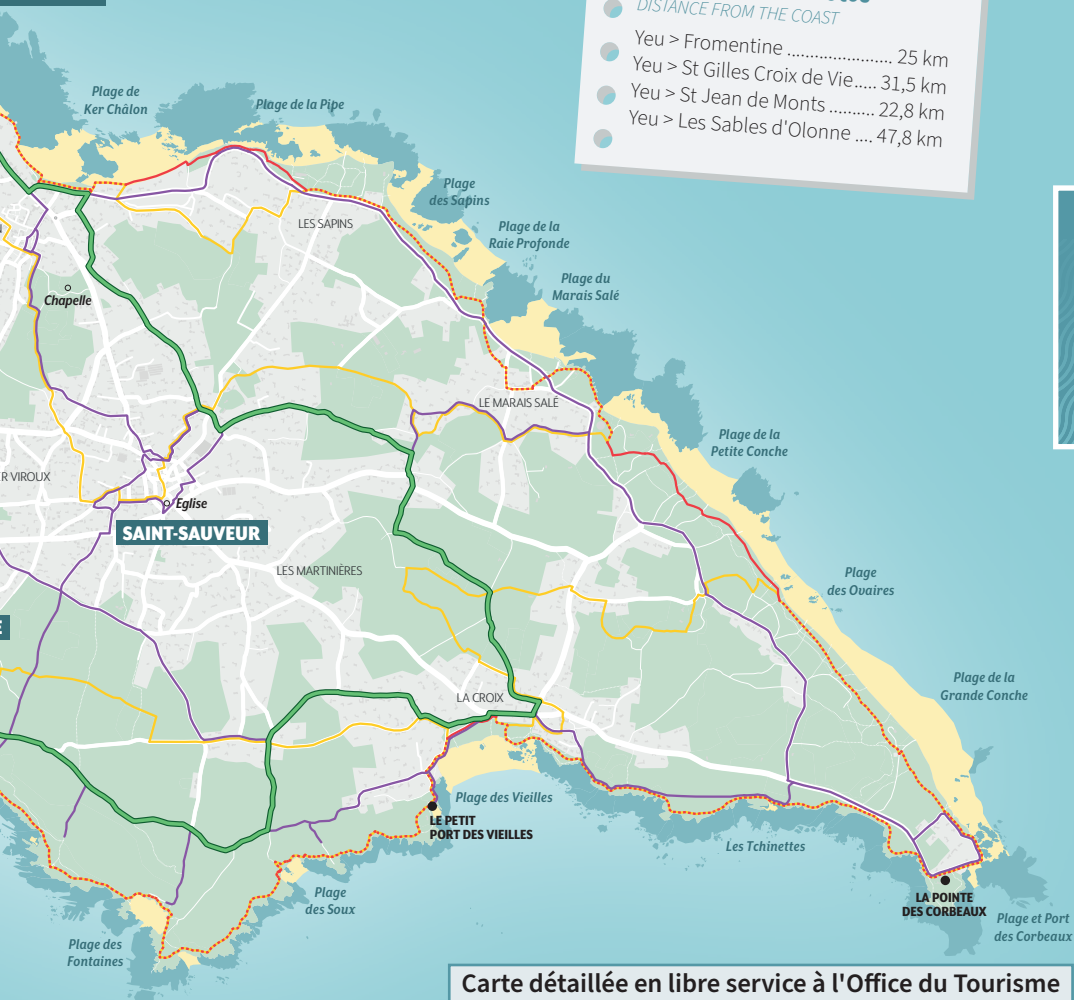 DISTANCE FROM THE COAST
Yeu > Fromentine ...................... 25 km
Yeu > St Gilles Croix de Vie..... 31,5 km
Yeu > St Jean de Monts .......... 22,8 km
Yeu > Les Sables d'Olonne .... 47,8 km
Plage de
Ker Châlon
Plage de la Pipe
Plage
des Sapins
LES SAPINS
Plage de la
Raie Profonde
Plage du
Marais Salé
Chapelle
LE MARAIS SALÉ
Plage de la
Petite Conche
R VIROUX
Eglise
SAINT-SAUVEUR
LES MARTINIÈRES
Plage
des Ovaires
Plage de la
Grande Conche
LA CROIX
Plage des Vieilles
LE PETIT
PORT DES VIEILLES
Les Tchinettes
Plage
des Soux
LA POINTE
DES CORBEAUX
Plage et Port
des Corbeaux
Plage des
Fontaines
Carte détaillée en libre service à l'Office du Tourisme